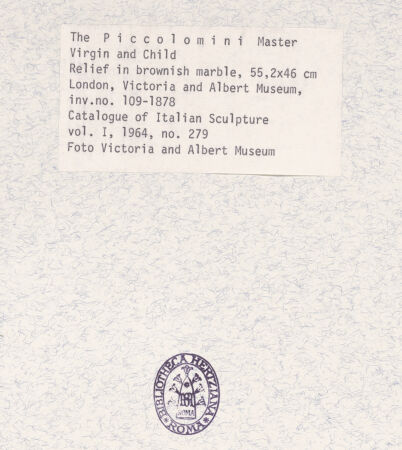 The P i c c o l o m i n i Master
Virgin and Child
Relief in brownish marble, 55,2x46 cm
London, Victoria and Albert Museum,
inv.no. 109-1878
Catalogue of Italian Sculpture
vol. I, 1964, no. 279
Foto Victoria and Albert Museum
BIBLIOTHECA HERTZIANA
ROMA
ROMA